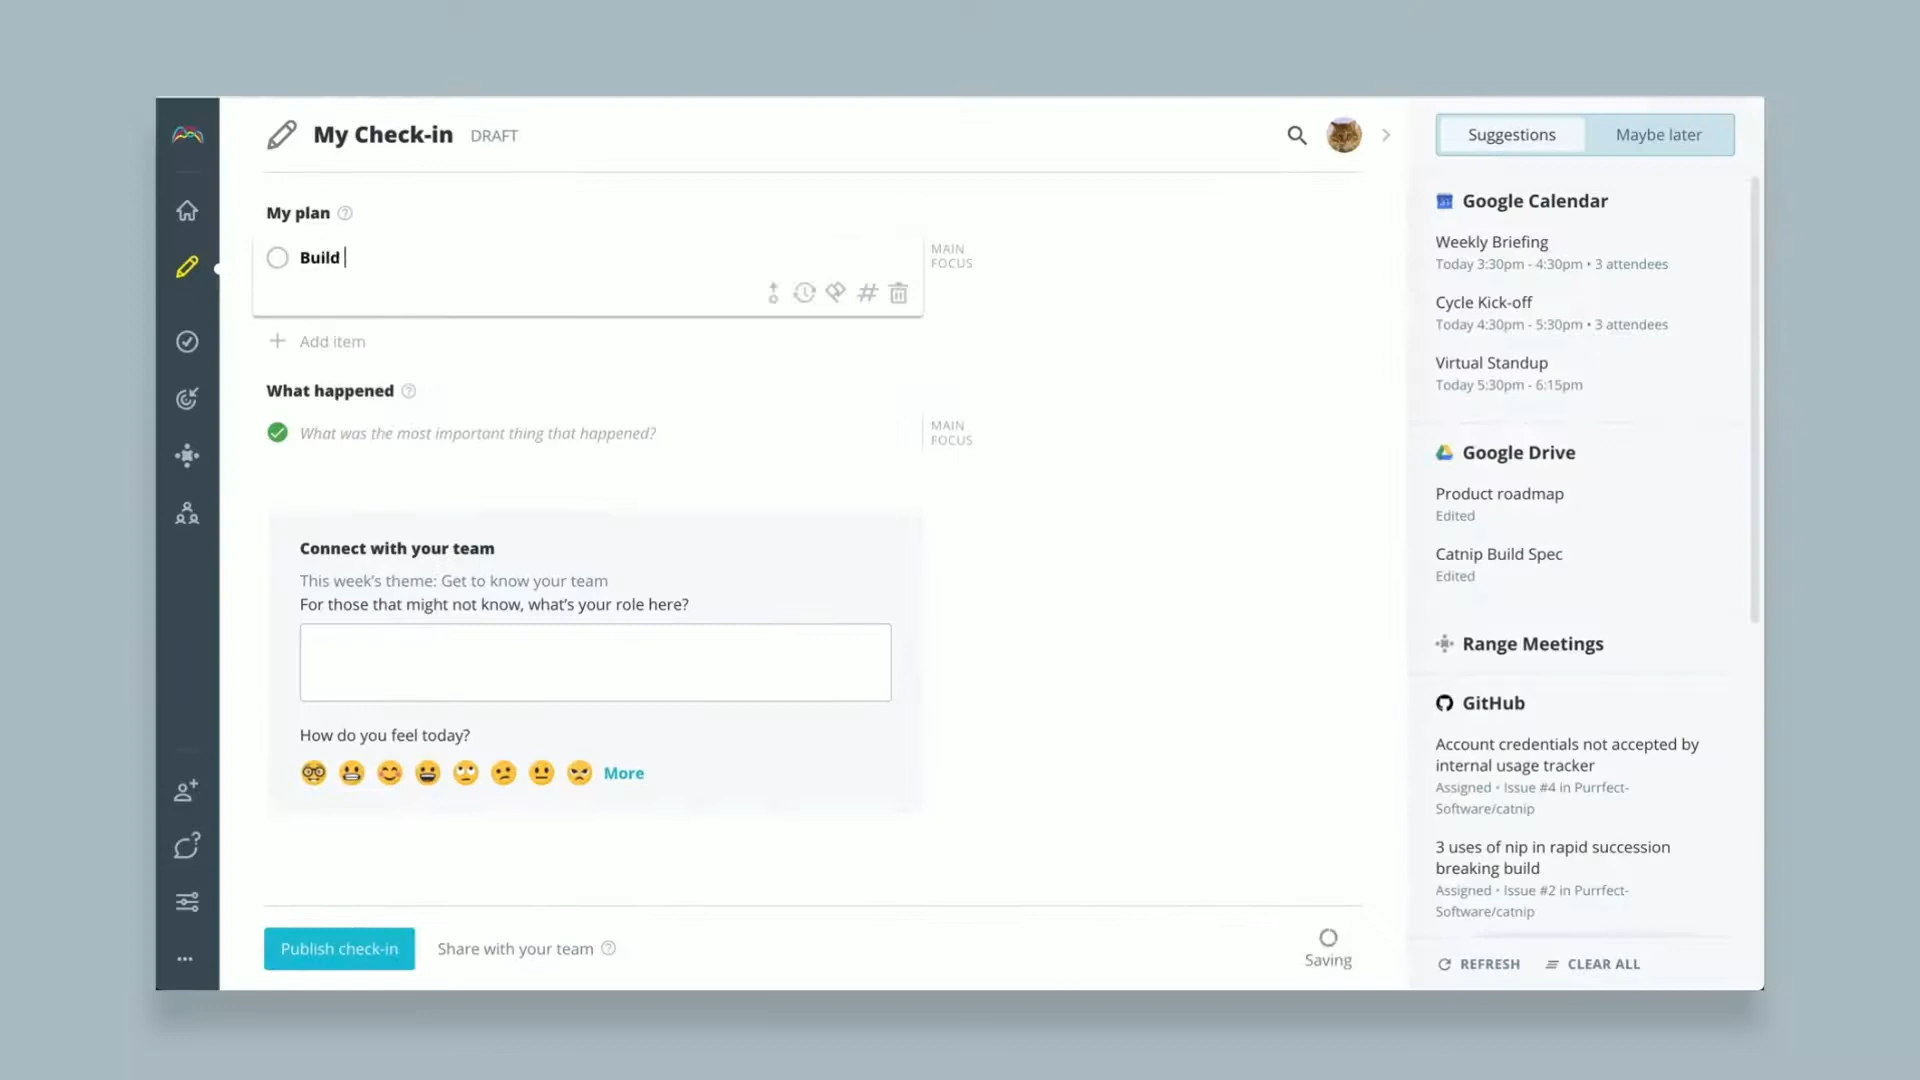 My Check-in DRAFT
My plan
Build
MAIN
FOCUS
Add item
What happened
What was the most important thing that happened?
MAIN
FOCUS
Connect with your team
This week's theme: Get to know your team
For those that might not know, what's your role here?
How do you feel today?
More
Publish check-in
Share with your team
Saving
Suggestions
Maybe later
Google Calendar
Weekly Briefing
Today 3:30pm - 4:30pm • 3 attendees
Cycle Kick-off
Today 4:30pm - 5:30pm • 3 attendees
Virtual Standup
Today 5:30pm - 6:15pm
Google Drive
Product roadmap
Edited
Catnip Build Spec
Edited
Range Meetings
GitHub
Account credentials not accepted by
internal usage tracker
Assigned • Issue #4 in Purrfect-
Software/catnip
3 uses of nip in rapid succession
breaking build
Assigned • Issue #2 in Purrfect-
Software/catnip
REFRESH
CLEAR ALL